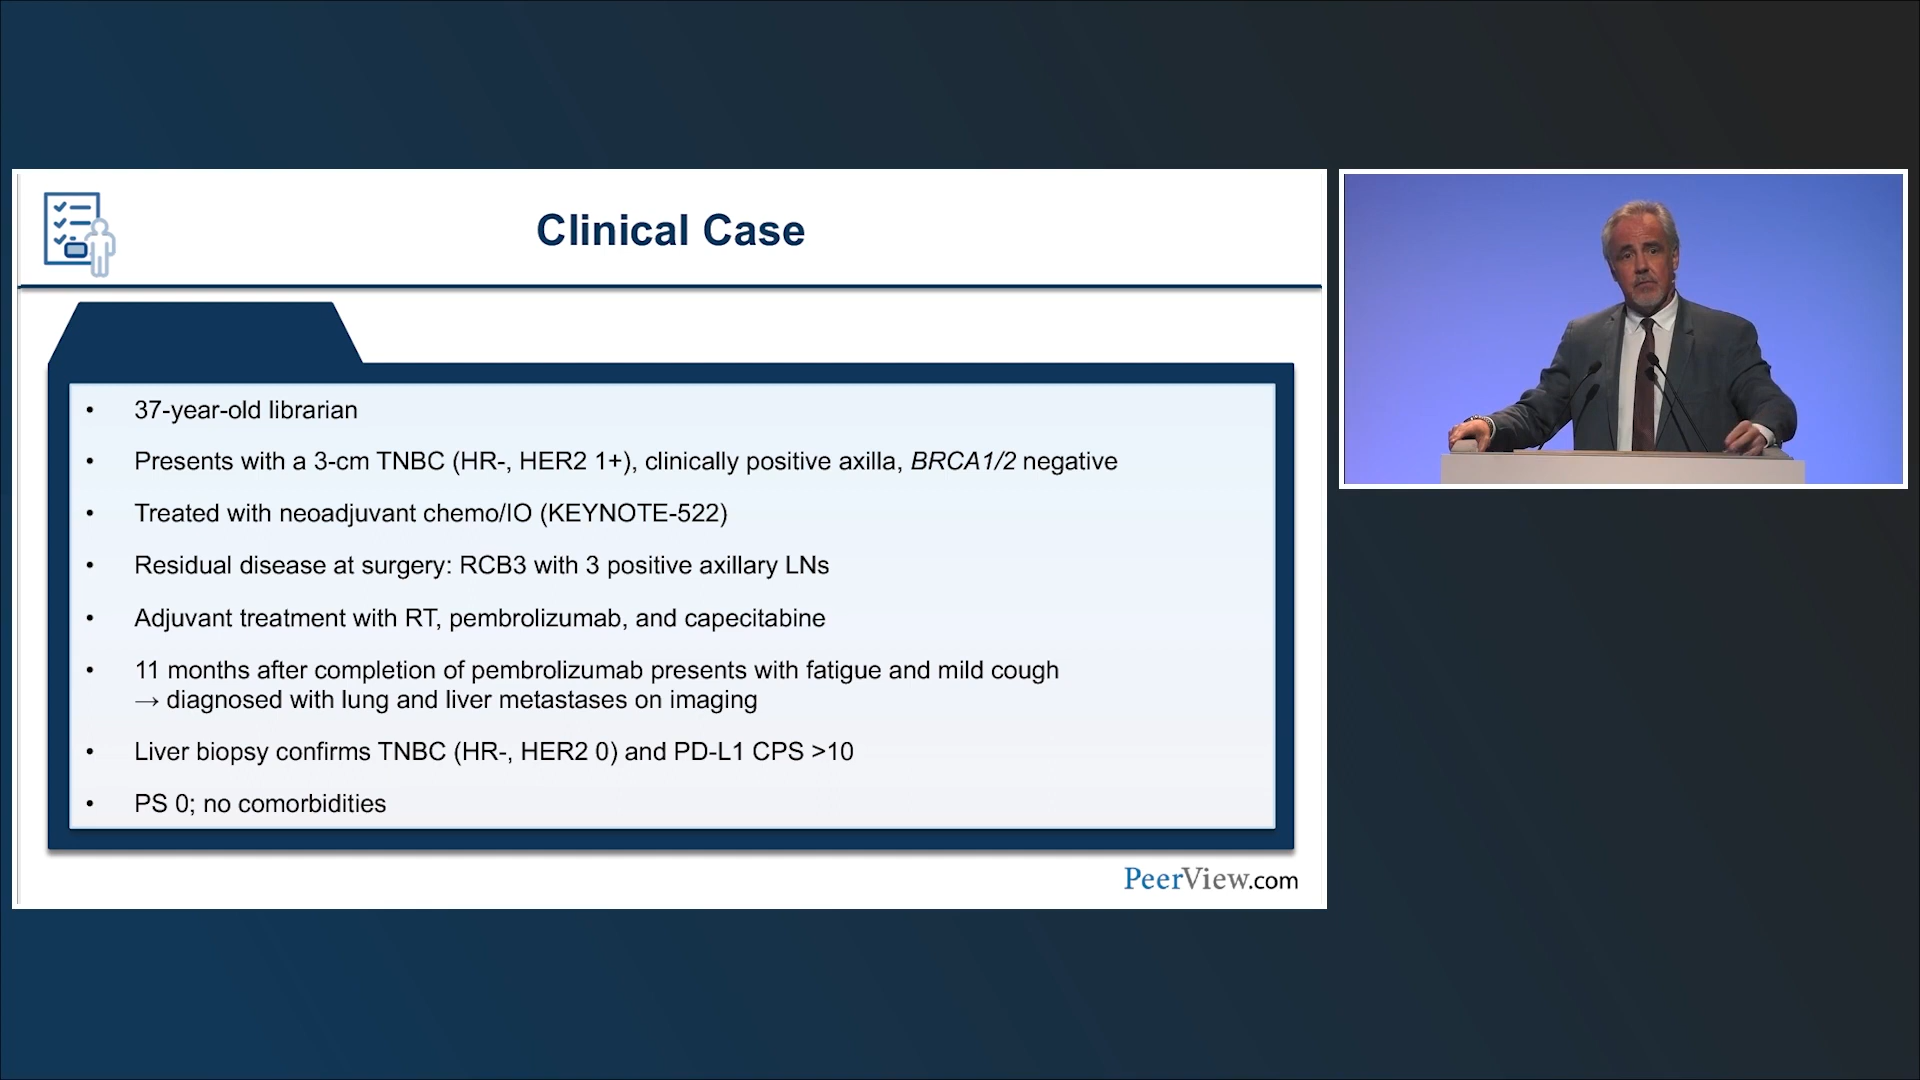 Clinical Case
• 37-year-old librarian
• Presents with a 3-cm TNBC (HR-, HER2 1+), clinically positive axilla, BRCA1/2 negative
• Treated with neoadjuvant chemo/IO (KEYNOTE-522)
• Residual disease at surgery: RCB3 with 3 positive axillary LNs
• Adjuvant treatment with RT, pembrolizumab, and capecitabine
• 11 months after completion of pembrolizumab presents with fatigue and mild cough
→ diagnosed with lung and liver metastases on imaging
• Liver biopsy confirms TNBC (HR-, HER2 0) and PD-L1 CPS >10
• PS 0; no comorbidities
PeerView.com